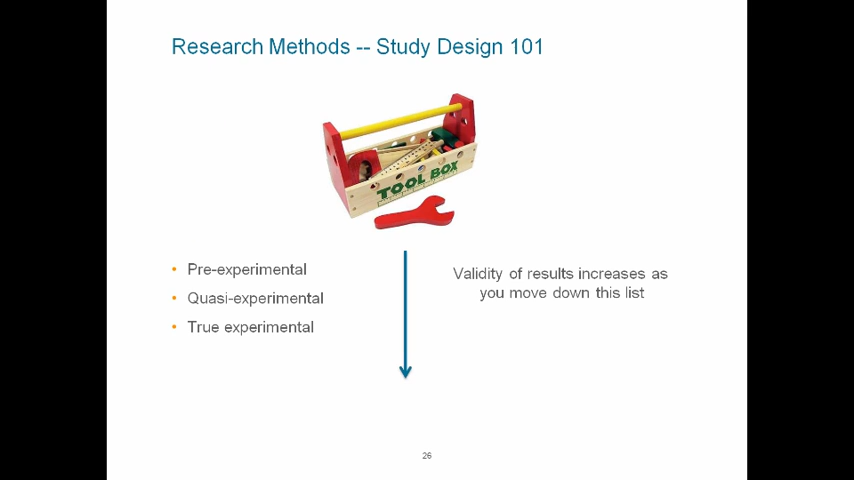 Research Methods -- Study Design 101
TOOL BOX
Pre-experimental
Quasi-experimental
True experimental
Validity of results increases as
you move down this list
26